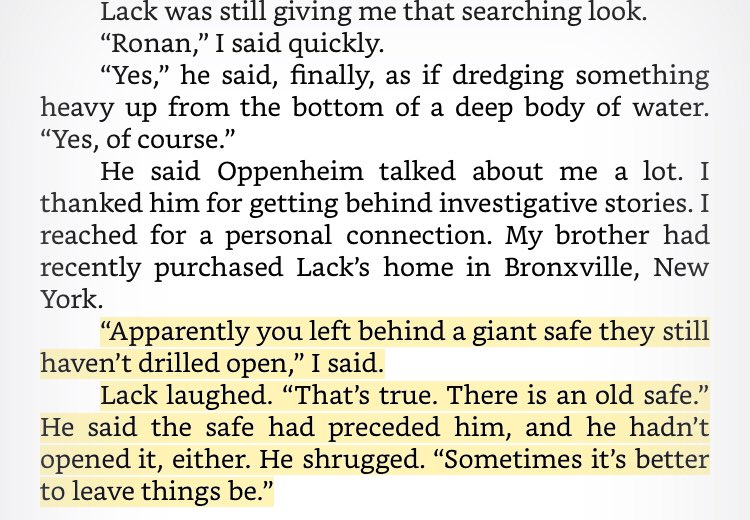 Lack was still giving me that searching look.
“Ronan,” I said quickly.
“Yes,” he said, finally, as if dredging something
heavy up from the bottom of a deep body of water.
“Yes, of course.”
He said Oppenheim talked about me a lot. I
thanked him for getting behind investigative stories. I
reached for a personal connection. My brother had
recently purchased Lack’s home in Bronxville, New
York.
“Apparently you left behind a giant safe they still
haven’t drilled open,” I said.
Lack laughed. “That’s true. There is an old safe.”
He said the safe had preceded him, and he hadn’t
opened it, either. He shrugged. “Sometimes it’s better
to leave things be.”